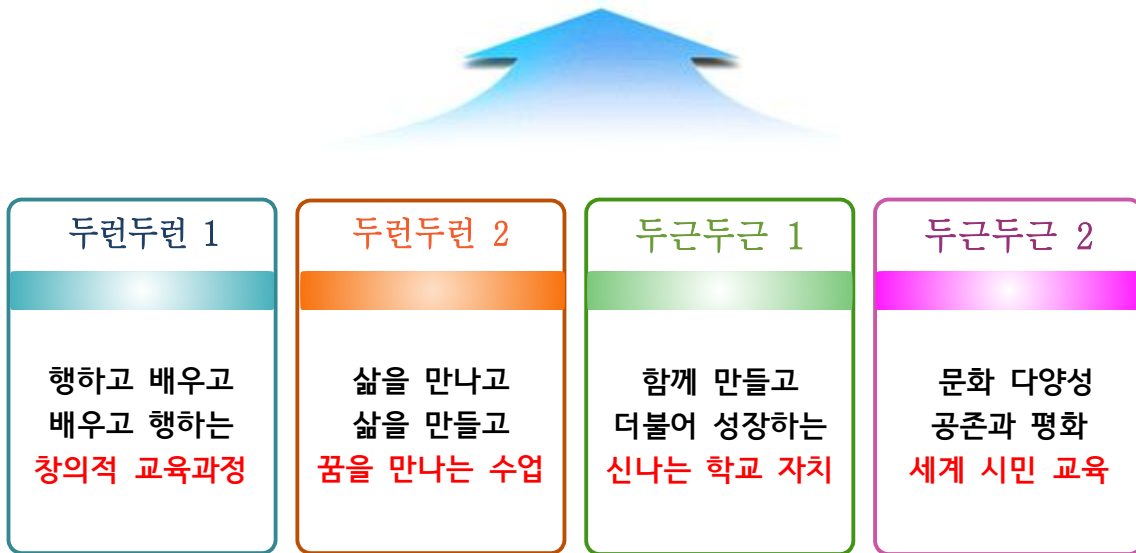 두런두런 1
행하고 배우고
배우고 행하는
창의적 교육과정
두런두런 2
삶을 만나고
삶을 만들고
꿈을 만나는 수업
두근두근 1
함께 만들고
더불어 성장하는
신나는 학교 자치
두근두근 2
문화 다양성
공존과 평화
세계 시민 교육